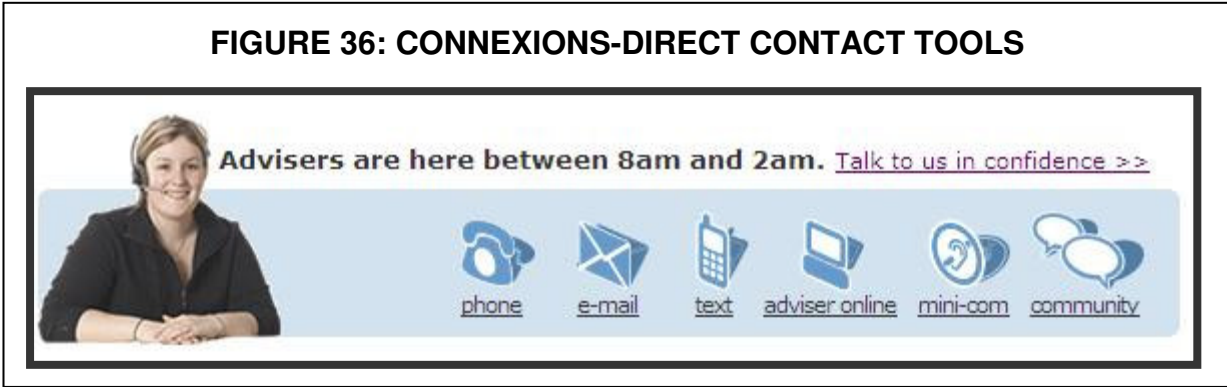 FIGURE 36: CONNEXIONS-DIRECT CONTACT TOOLS
Advisers are here between 8am and 2am. Talk to us in confidence >>
phone e-mail text adviser online mini-com community